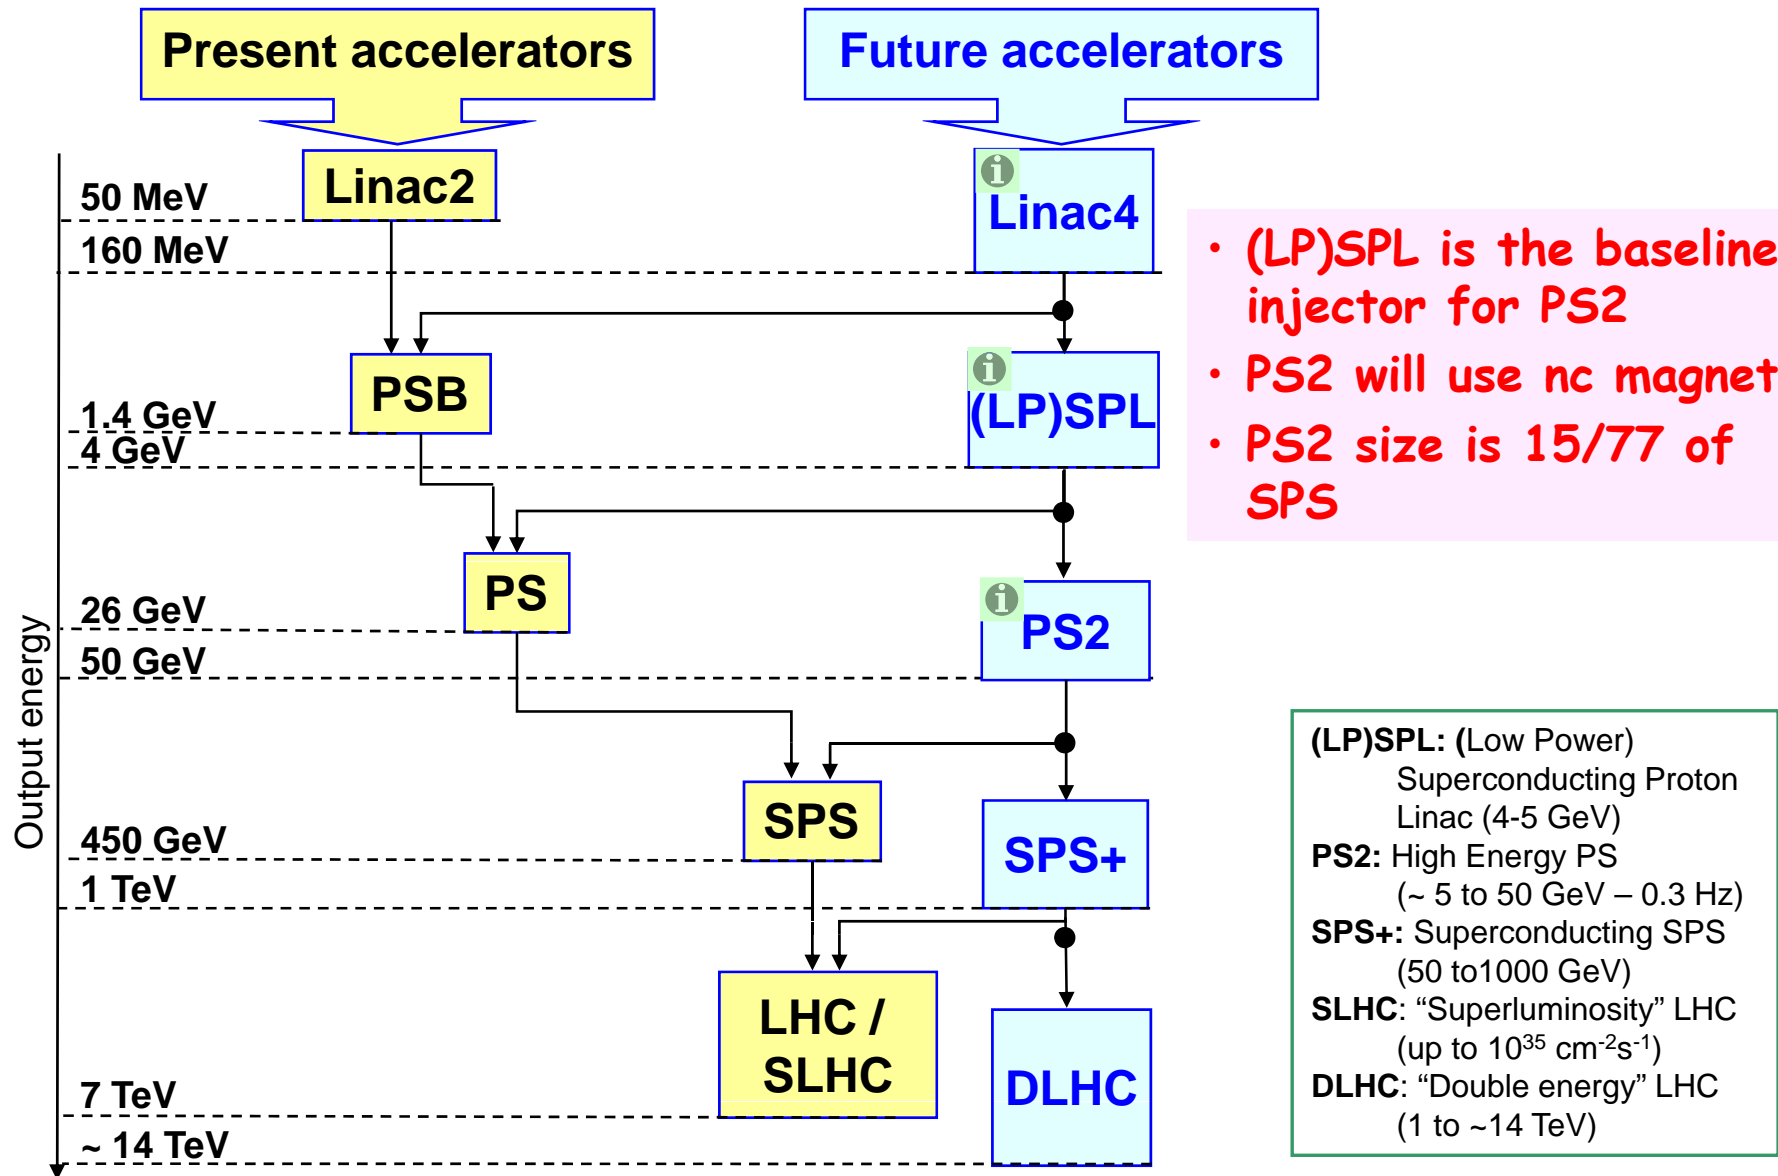 Present accelerators
Future accelerators
Linac2
Linac4
50 MeV
160 MeV
• (LP)SPL is the baseline
injector for PS2
• PS2 will use nc magnet
• PS2 size is 15/77 of
SPS
PSB
(LP)SPL
1.4 GeV
4 GeV
PS
PS2
26 GeV
50 GeV
Output energy
SPS
SPS+
450 GeV
1 TeV
LHC /
SLHC
DLHC
7 TeV
~ 14 TeV
(LP)SPL: (Low Power)
Superconducting Proton
Linac (4-5 GeV)
PS2: High Energy PS
(~ 5 to 50 GeV – 0.3 Hz)
SPS+: Superconducting SPS
(50 to1000 GeV)
SLHC: “Superluminosity” LHC
(up to 10³⁵ cm⁻²s⁻¹)
DLHC: “Double energy” LHC
(1 to ~14 TeV)